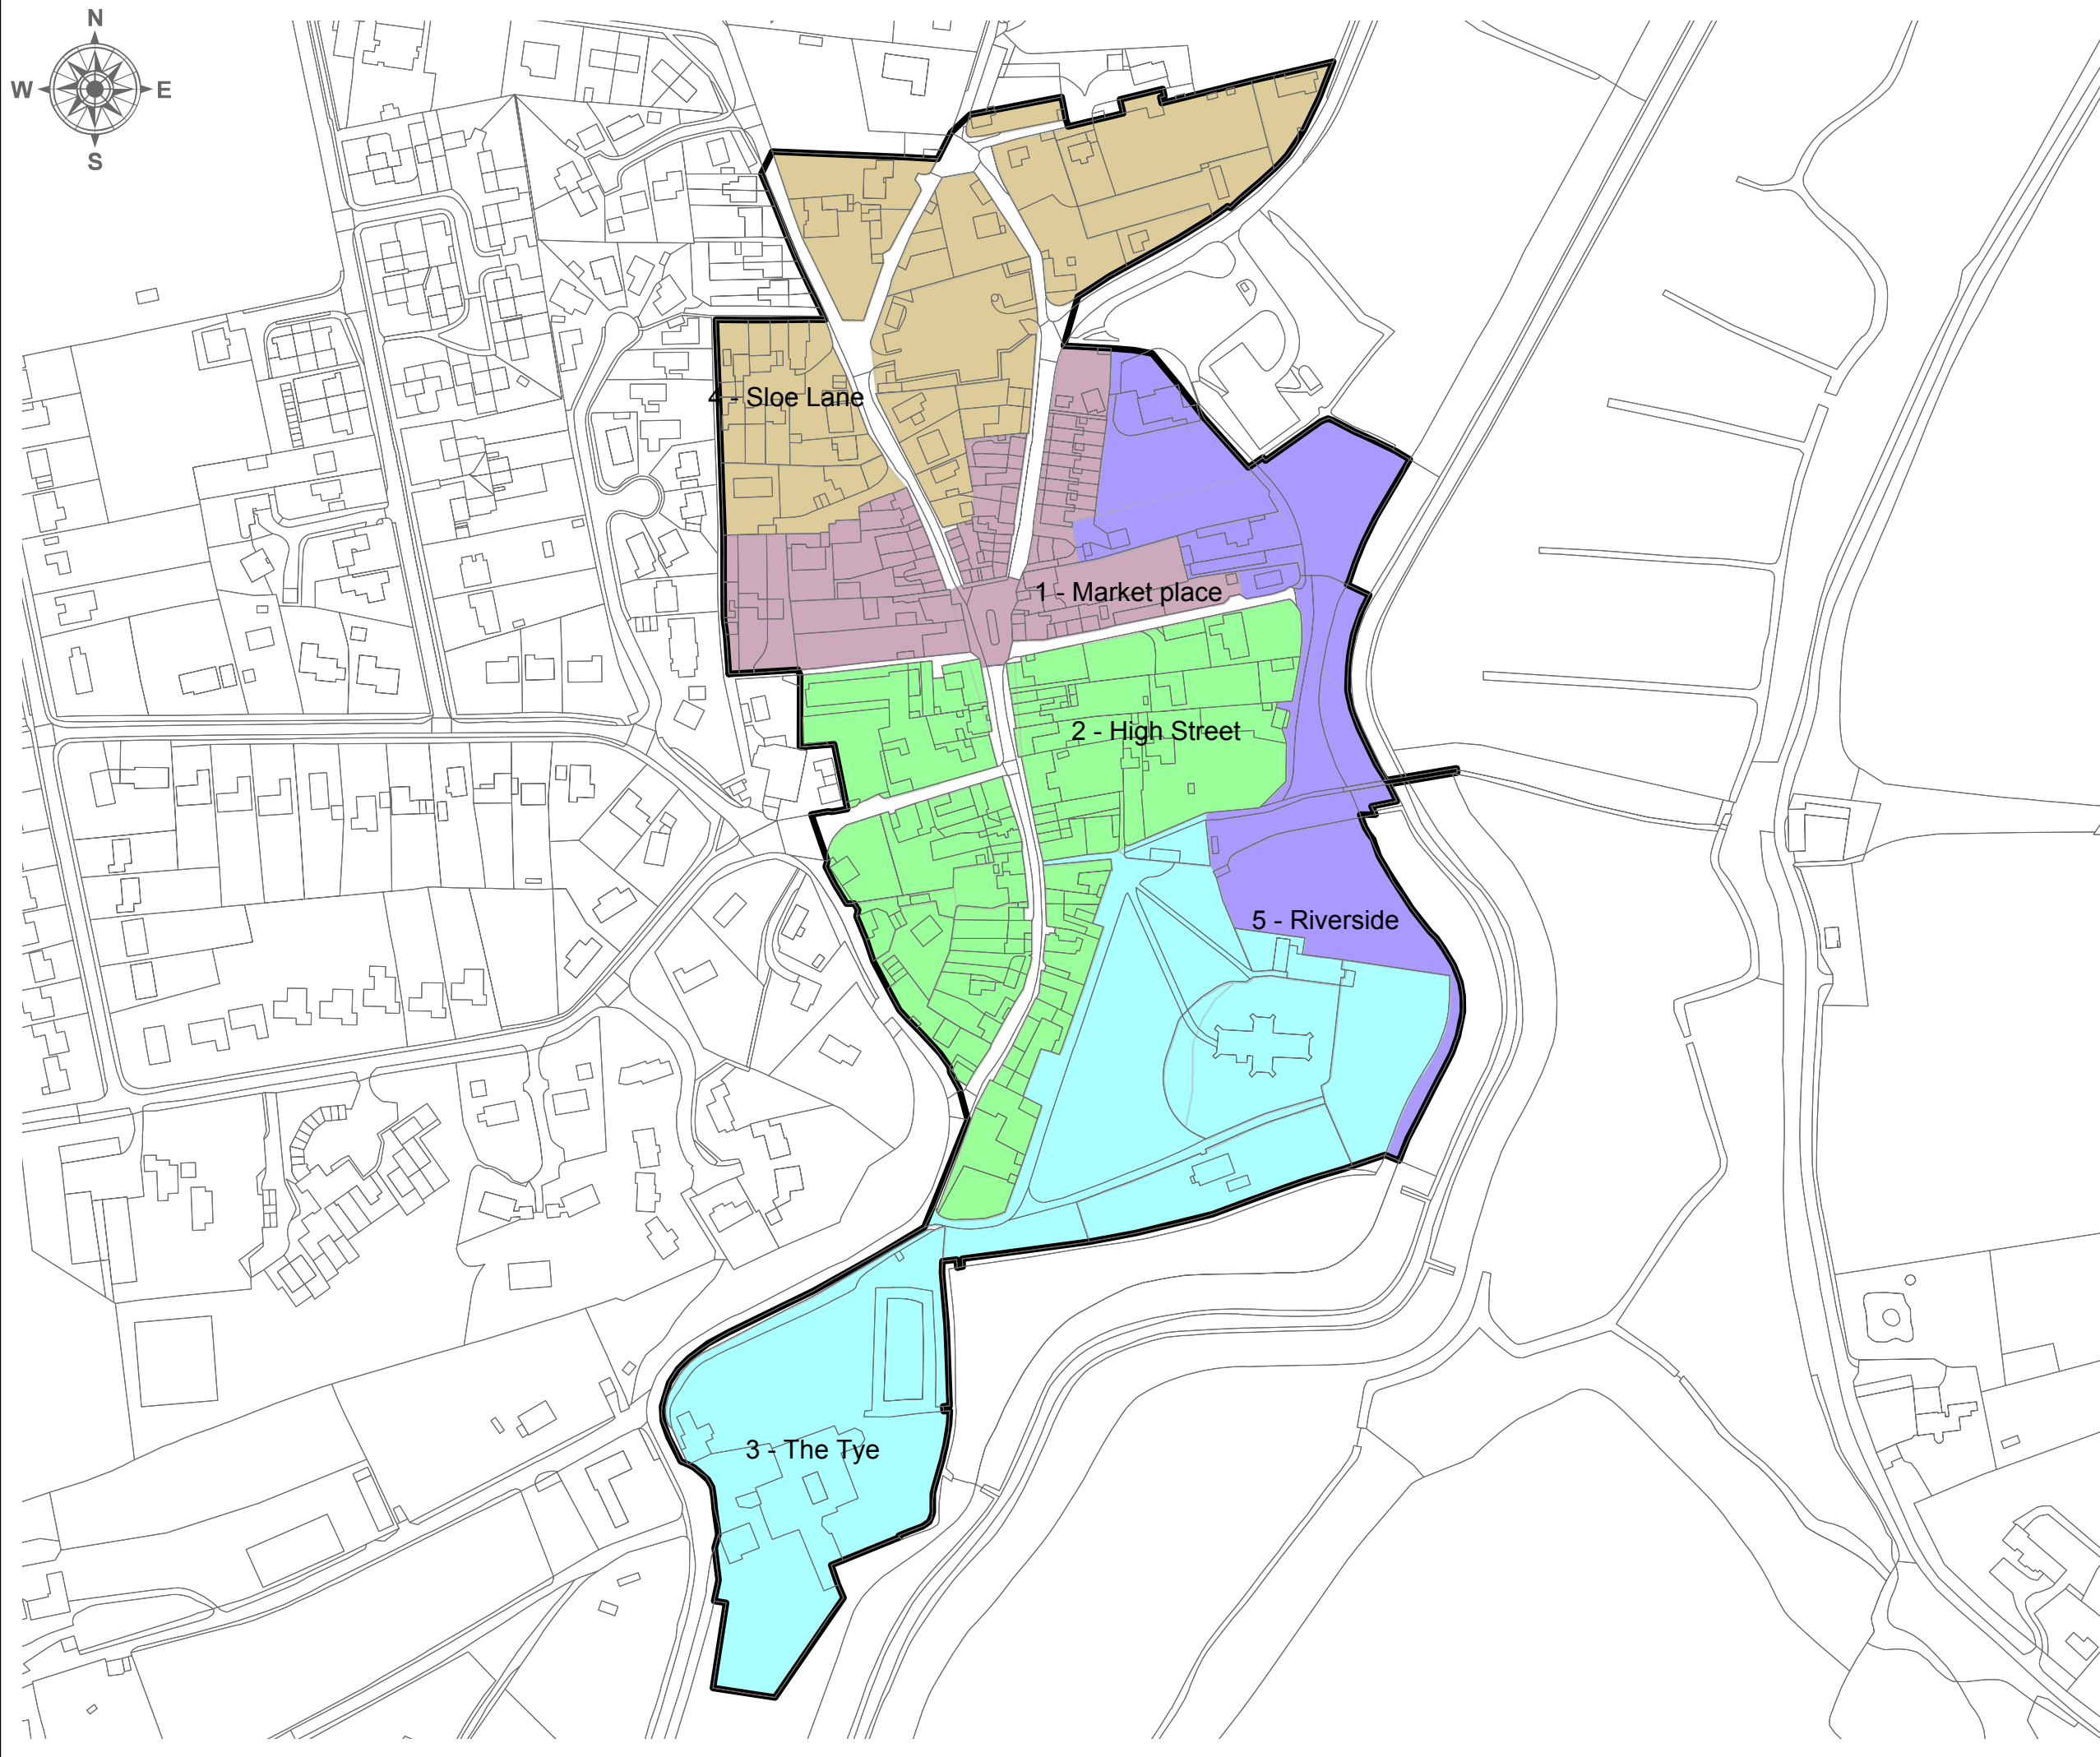 N
W E
S
4 - Sloe Lane
1 - Market place
2 - High Street
5 - Riverside
3 - The Tye